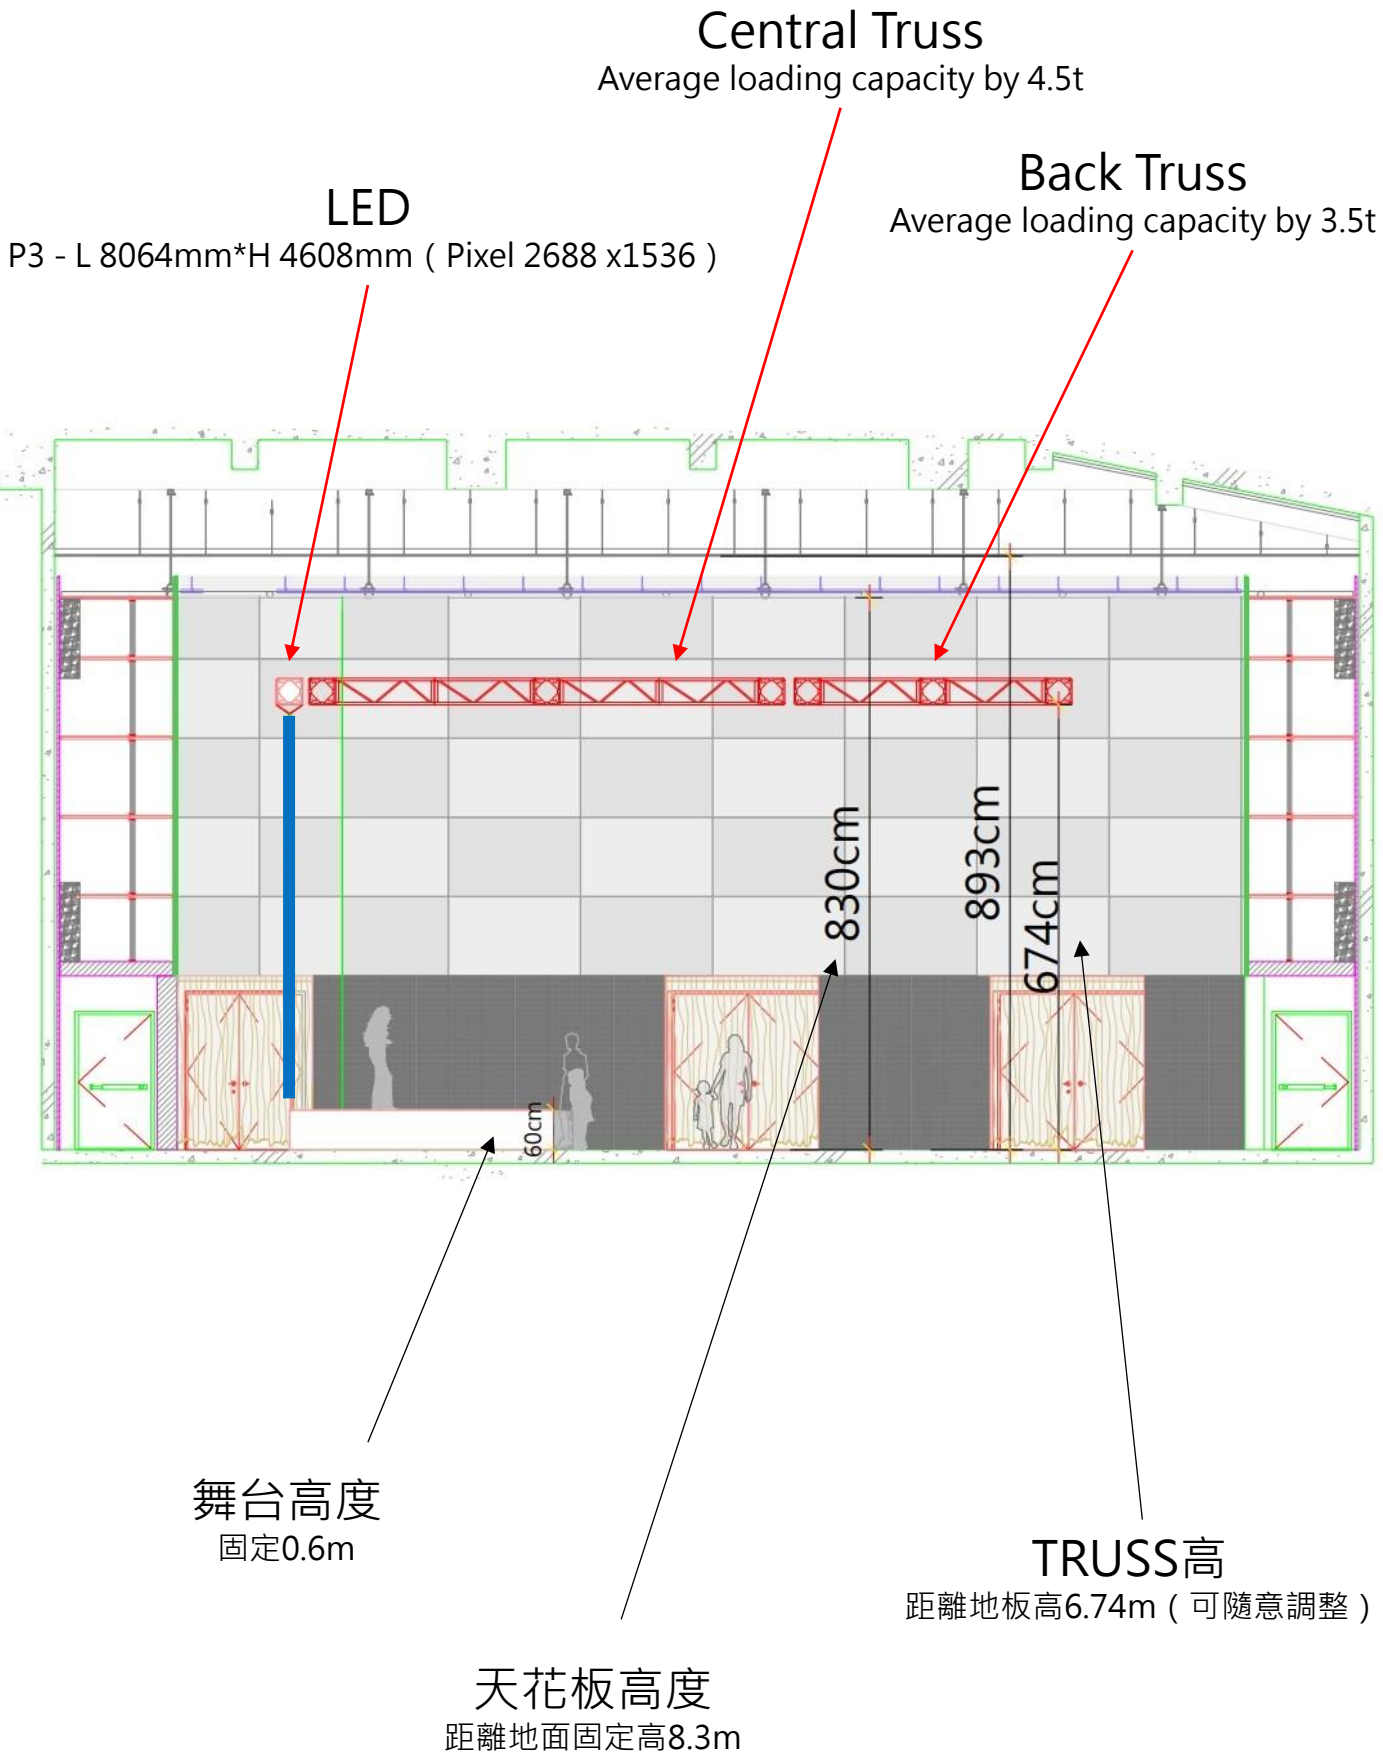 Central Truss
Average loading capacity by 4.5t
Back Truss
Average loading capacity by 3.5t
LED
P3 - L 8064mm*H 4608mm ( Pixel 2688 x1536 )
830cm
893cm
674cm
60cm
舞台高度
固定0.6m
TRUSS高
距離地板高6.74m ( 可隨意調整 )
天花板高度
距離地面固定高8.3m